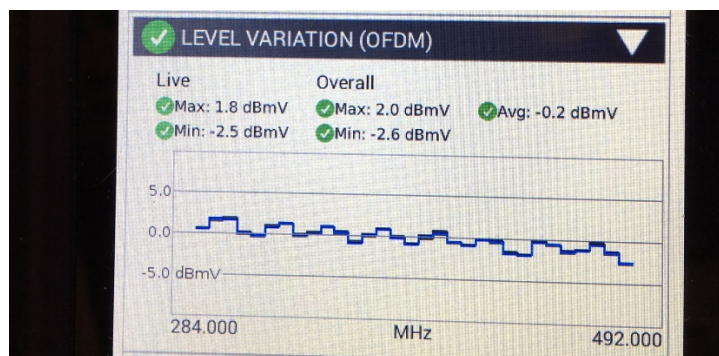 LEVEL VARIATION (OFDM)
Live Overall
Max: 1.8 dBmV Max: 2.0 dBmV Avg: -0.2 dBmV
Min: -2.5 dBmV Min: -2.6 dBmV
5.0
0.0
-5.0 dBmV
284.000 MHz 492.000